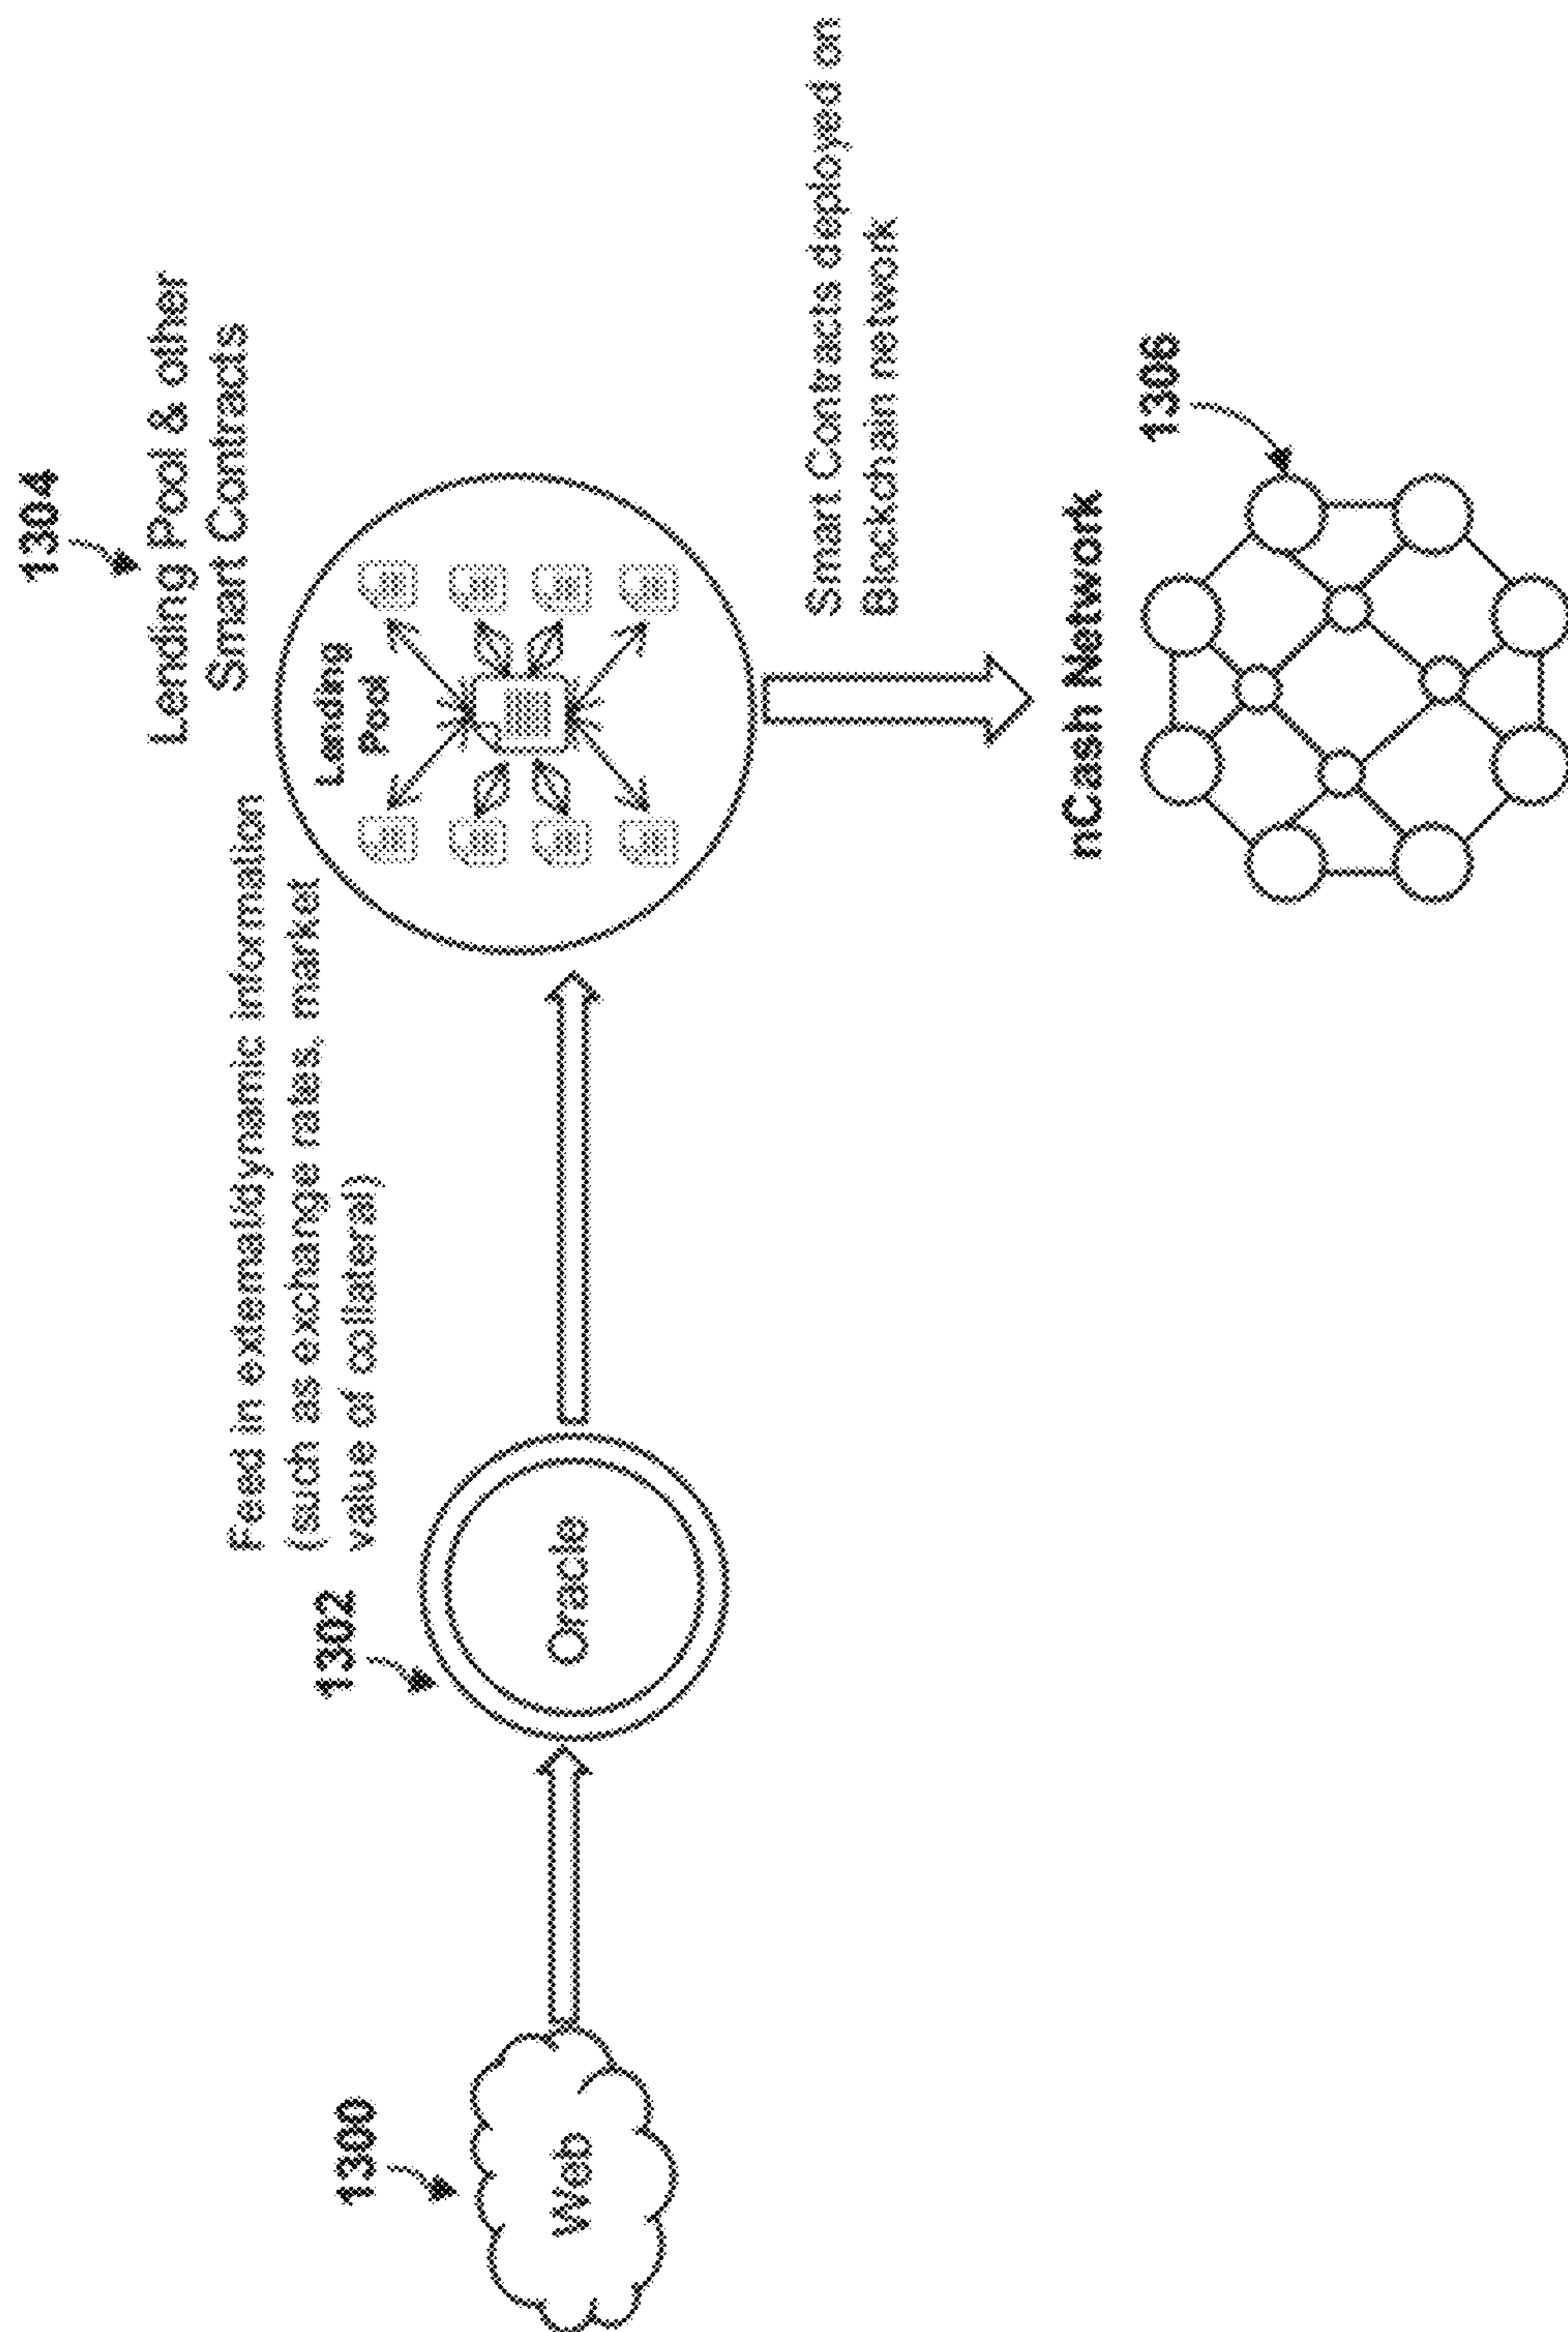 1300
Web
1302
Oracle
Feed in external/dynamic information
(such as exchange rates, market
value of collateral)
1304
Lending Pool & other
Smart Contracts
Lending
Pool
Smart Contracts deployed on
Blockchain network
nCash Network
1306